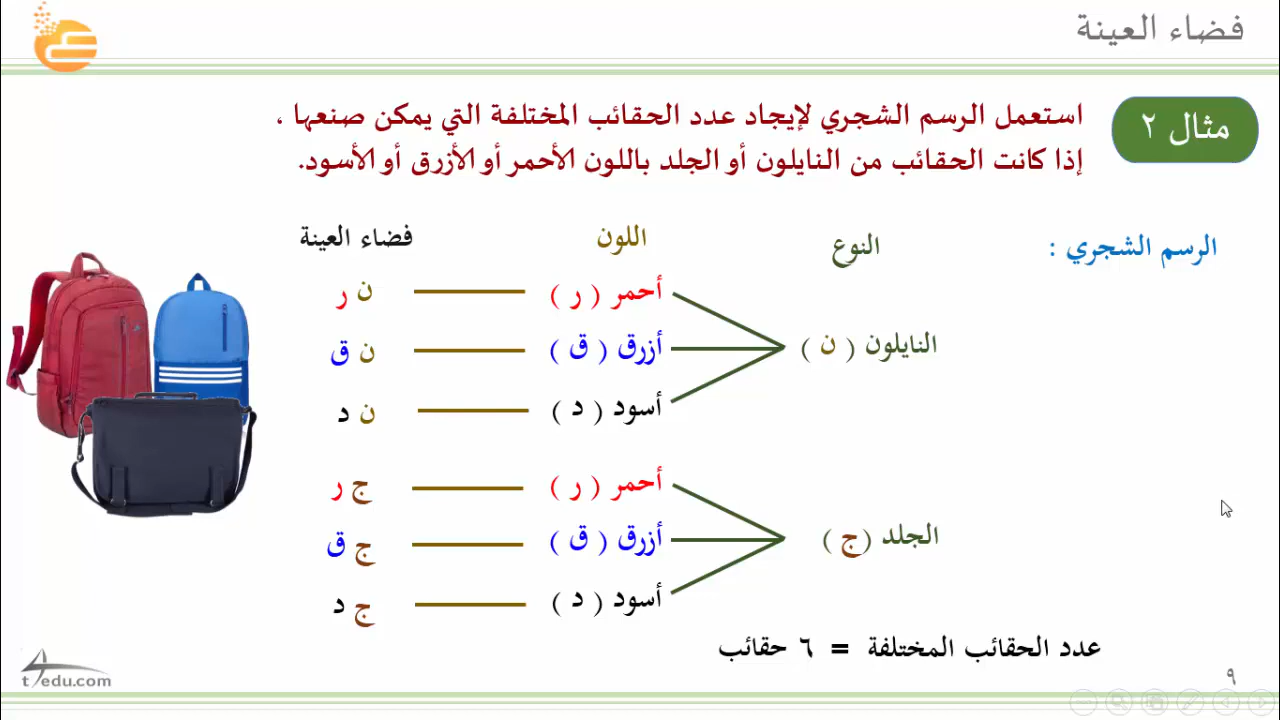 فضاء العينة
مثال ٢
استعمل الرسم الشجري لإيجاد عدد الحقائب المختلفة التي يمكن صنعها ،
إذا كانت الحقائب من النايلون أو الجلد باللون الأحمر أو الأزرق أو الأسود.
الرسم الشجري :
النوع اللون فضاء العينة
أحمر ( ر ) ن ر
النايلون ( ن ) أزرق ( ق ) ن ق
أسود ( د ) ن د
أحمر ( ر ) ج ر
الجلد (ج ) أزرق ( ق ) ج ق
أسود ( د ) ج د
عدد الحقائب المختلفة = ٦ حقائب
٩
t4edu.com